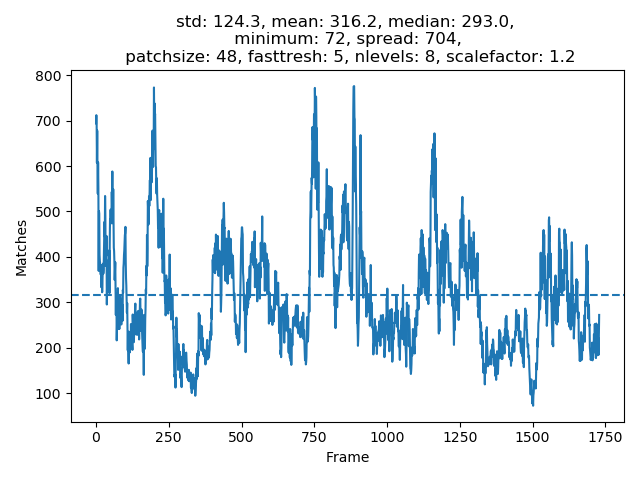 std: 124.3, mean: 316.2, median: 293.0,
minimum: 72, spread: 704,
patchsize: 48, fasttresh: 5, nlevels: 8, scalefactor: 1.2
800
700
600
500
400
300
200
100
Matches
0 250 500 750 1000 1250 1500 1750
Frame